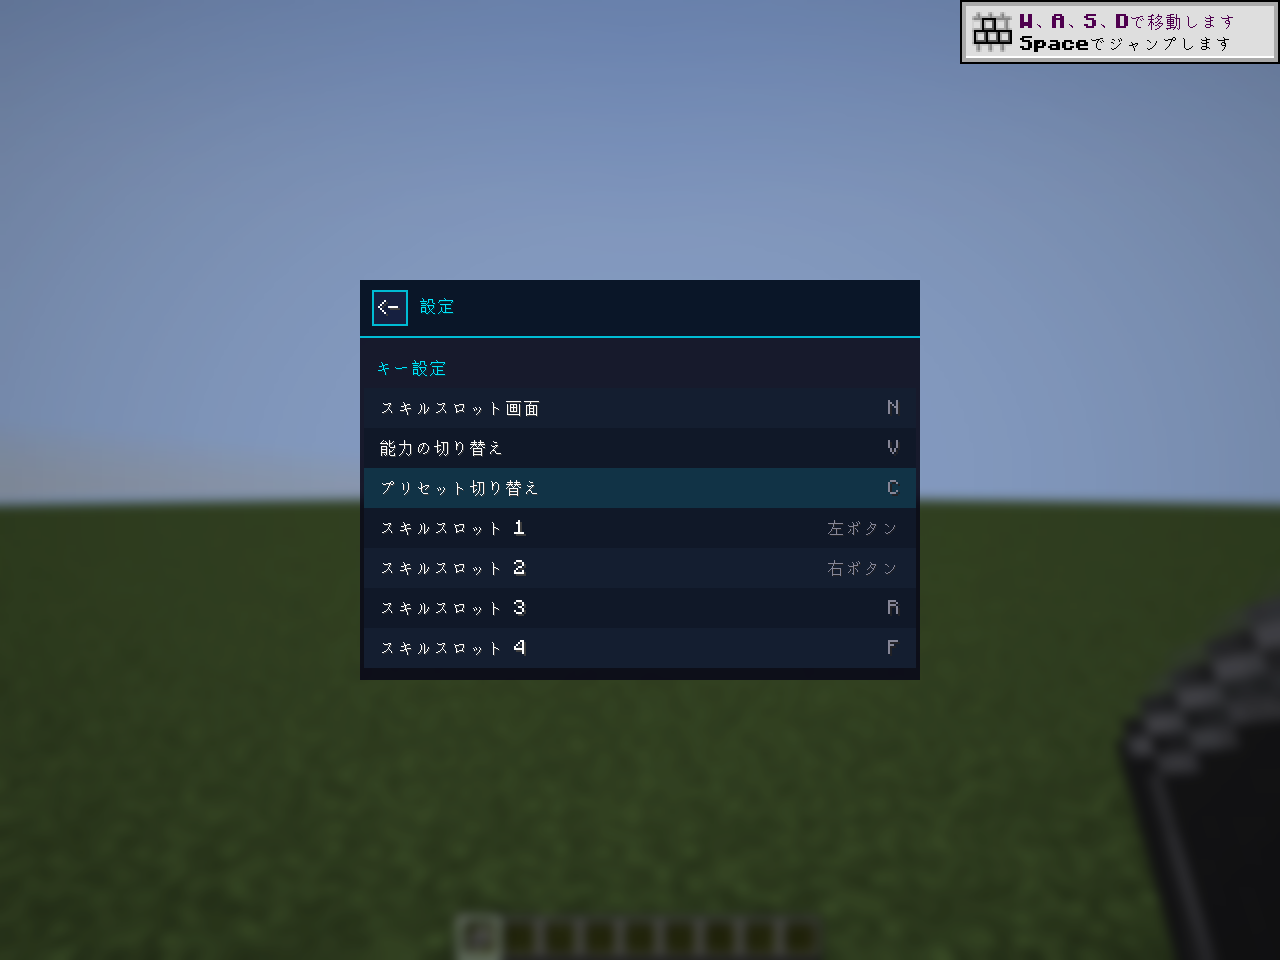 W、A、S、Dで移動します
Spaceでジャンプします
<- 設定
キー設定
スキルスロット画面 N
能力の切り替え V
プリセット切り替え C
スキルスロット 1 左ボタン
スキルスロット 2 右ボタン
スキルスロット 3 R
スキルスロット 4 F